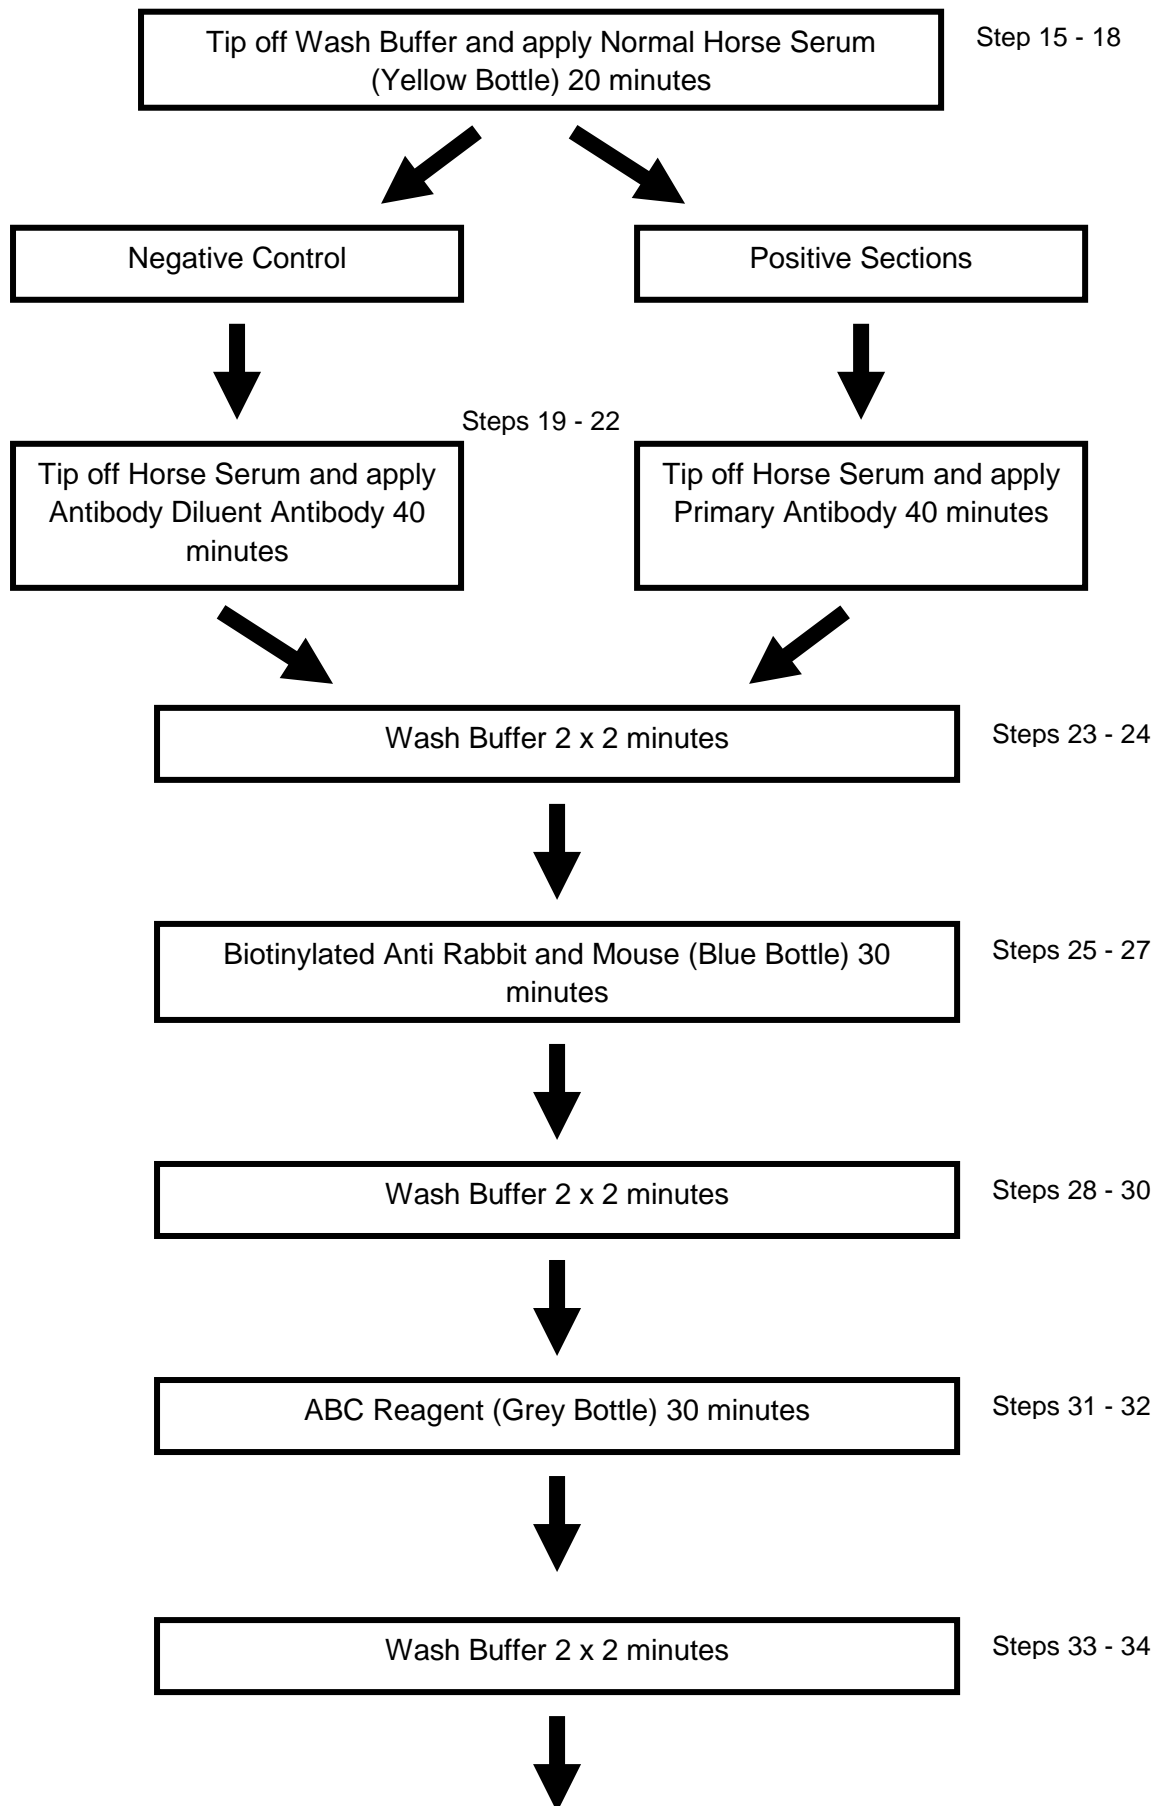 Tip off Wash Buffer and apply Normal Horse Serum
(Yellow Bottle) 20 minutes
Step 15 - 18
Negative Control
Positive Sections
Steps 19 - 22
Tip off Horse Serum and apply
Antibody Diluent Antibody 40
minutes
Tip off Horse Serum and apply
Primary Antibody 40 minutes
Wash Buffer 2 x 2 minutes
Steps 23 - 24
Biotinylated Anti Rabbit and Mouse (Blue Bottle) 30
minutes
Steps 25 - 27
Wash Buffer 2 x 2 minutes
Steps 28 - 30
ABC Reagent (Grey Bottle) 30 minutes
Steps 31 - 32
Wash Buffer 2 x 2 minutes
Steps 33 - 34